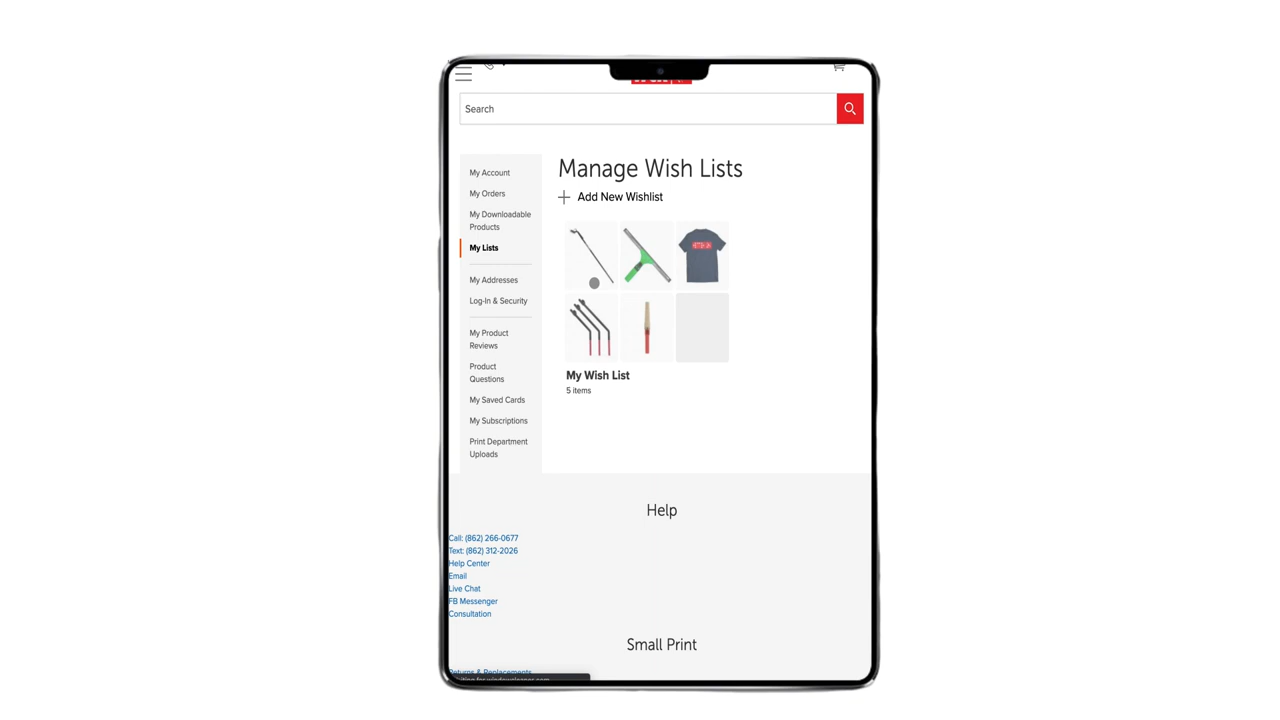 Search
My Account
My Orders
My Downloadable
Products
My Lists
My Addresses
Log-In & Security
My Product
Reviews
Product
Questions
My Saved Cards
My Subscriptions
Print Department
Uploads
Manage Wish Lists
Add New Wishlist
My Wish List
5 items
Help
Call: (862) 266-0677
Text: (862) 312-2026
Help Center
Email
Live Chat
FB Messenger
Consultation
Small Print
Returns & Replacements